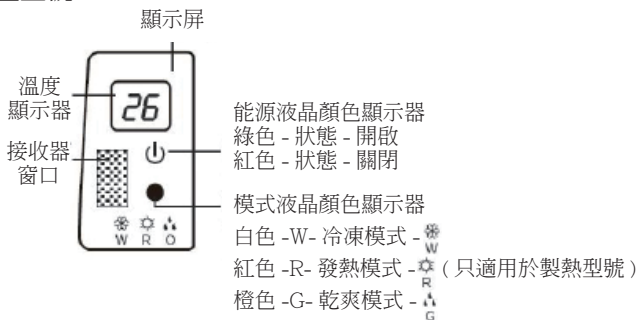 顯示屏
溫度
顯示器
26
接收器
窗口
W R O
能源液晶顏色顯示器
綠色 - 狀態 - 開啟
紅色 - 狀態 - 關閉
模式液晶顏色顯示器
白色 -W- 冷凍模式 -
W
紅色 -R- 發熱模式 - ( 只適用於製熱型號 )
R
橙色 -G- 乾爽模式 -
G